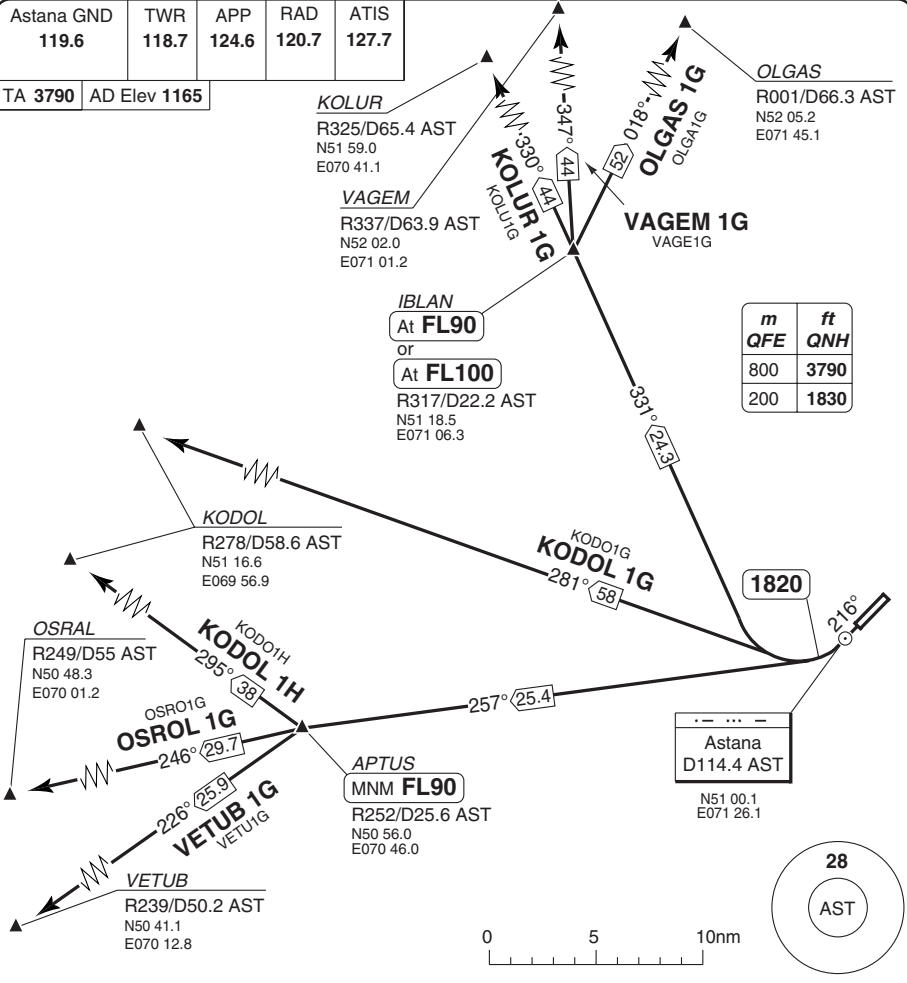 Astana GND TWR APP RAD ATIS
119.6 118.7 124.6 120.7 127.7
TA 3790 AD Elev 1165
KOLUR
R325/D65.4 AST
N51 59.0
E070 41.1
VAGEM
R337/D63.9 AST
N52 02.0
E071 01.2
OLGAS
R001/D66.3 AST
N52 05.2
E071 45.1
330° 44
KOLUR 1G
KOLU1G
347° 44
018° 52
OLGAS 1G
OLGA1G
VAGEM 1G
VAGE1G
IBLAN
At FL90
or
At FL100
R317/D22.2 AST
N51 18.5
E071 06.3
m ft
QFE QNH
800 3790
200 1830
331° 24.3
KODOL
R278/D58.6 AST
N51 16.6
E069 56.9
KODO1G
KODOL 1G
281° 58
1820
216°
KODO1H
KODOL 1H
295° 38
OSRAL
R249/D55 AST
N50 48.3
E070 01.2
OSRO1G
OSROL 1G
246° 29.7
257° 25.4
Astana
D114.4 AST
N51 00.1
E071 26.1
APTUS
MNM FL90
R252/D25.6 AST
N50 56.0
E070 46.0
226° 25.9
VETUB 1G
VETU1G
VETUB
R239/D50.2 AST
N50 41.1
E070 12.8
28
AST
0 5 10nm